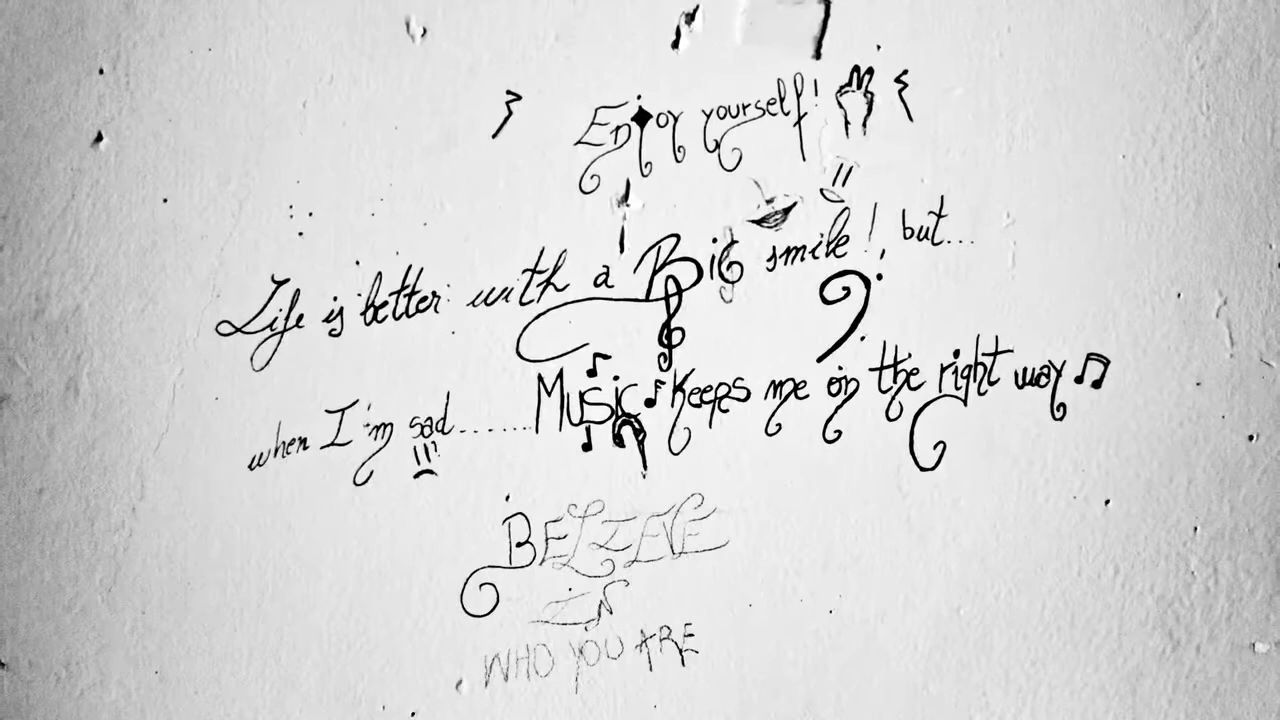 Enjoy yourself!
Life is better with a Big smile!, but...
when I'm sad....... Music Keeps me on the right way
BELIEVE
IN
WHO YOU ARE